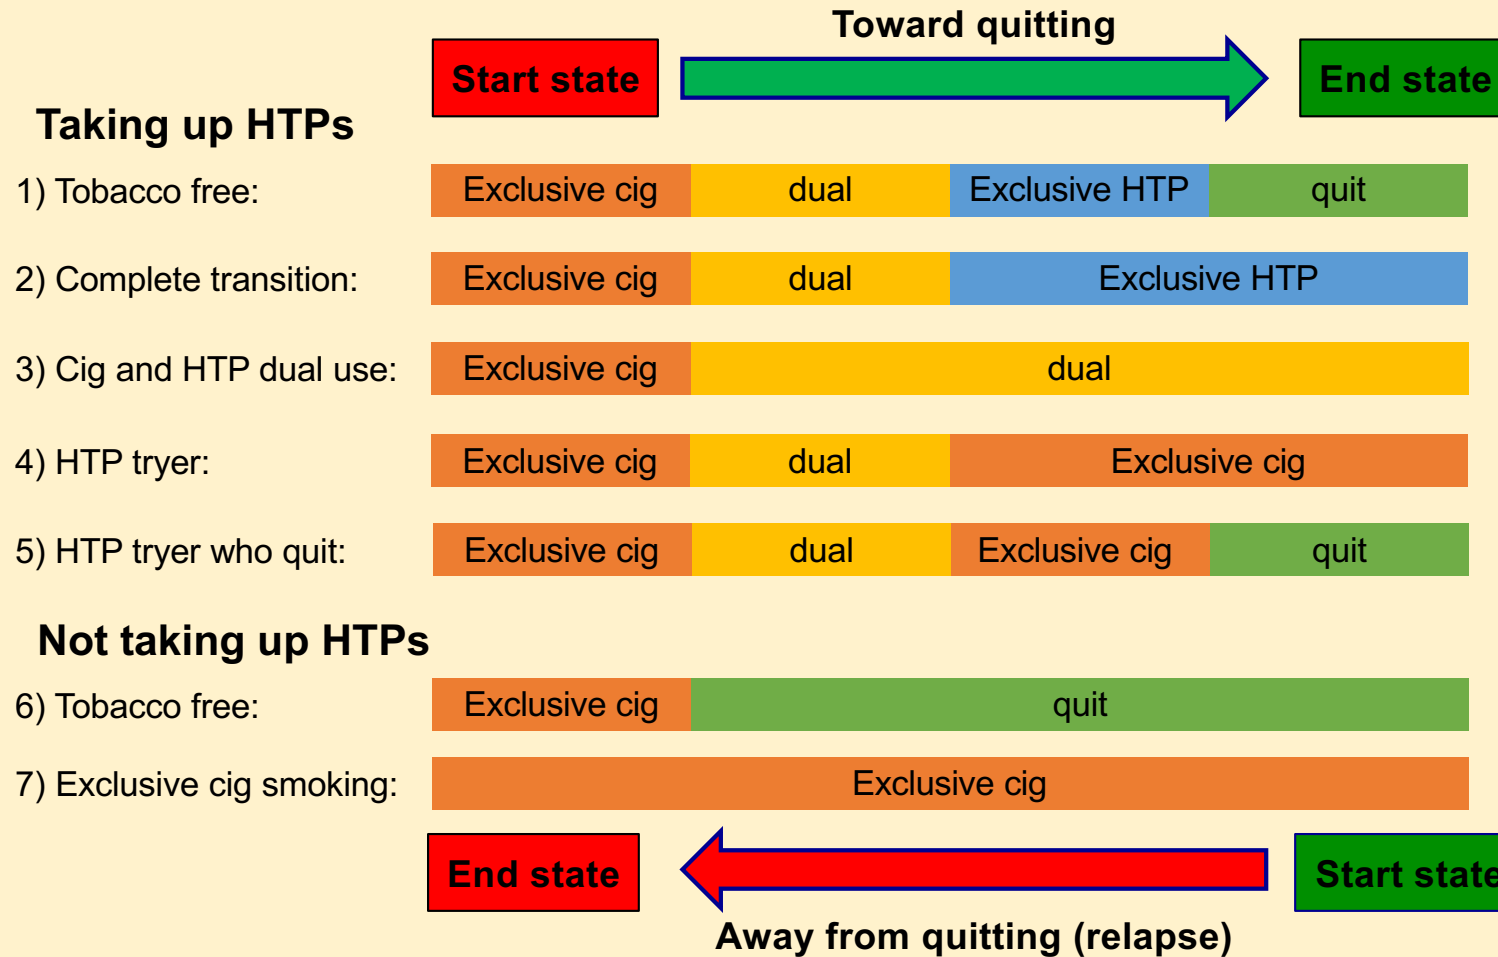 Toward quitting
Start state
End state
Taking up HTPs
1) Tobacco free: Exclusive cig dual Exclusive HTP quit
2) Complete transition: Exclusive cig dual Exclusive HTP
3) Cig and HTP dual use: Exclusive cig dual
4) HTP tryer: Exclusive cig dual Exclusive cig
5) HTP tryer who quit: Exclusive cig dual Exclusive cig quit
Not taking up HTPs
6) Tobacco free: Exclusive cig quit
7) Exclusive cig smoking: Exclusive cig
End state
Start state
Away from quitting (relapse)